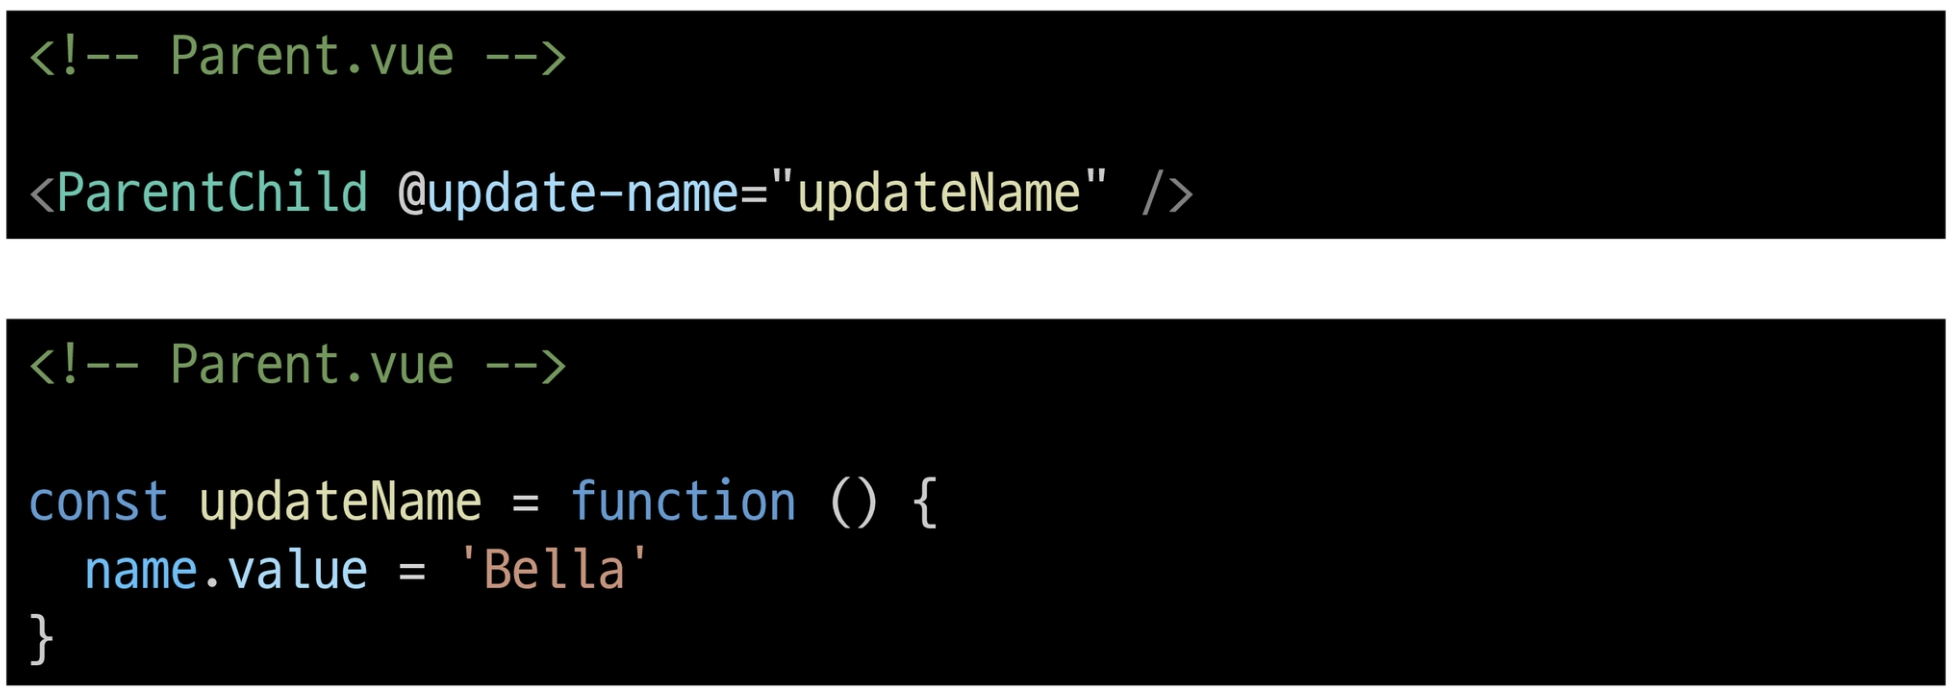 <!-- Parent.vue -->
<ParentChild @update-name="updateName" />
<!-- Parent.vue -->
const updateName = function () {
  name.value = 'Bella'
}